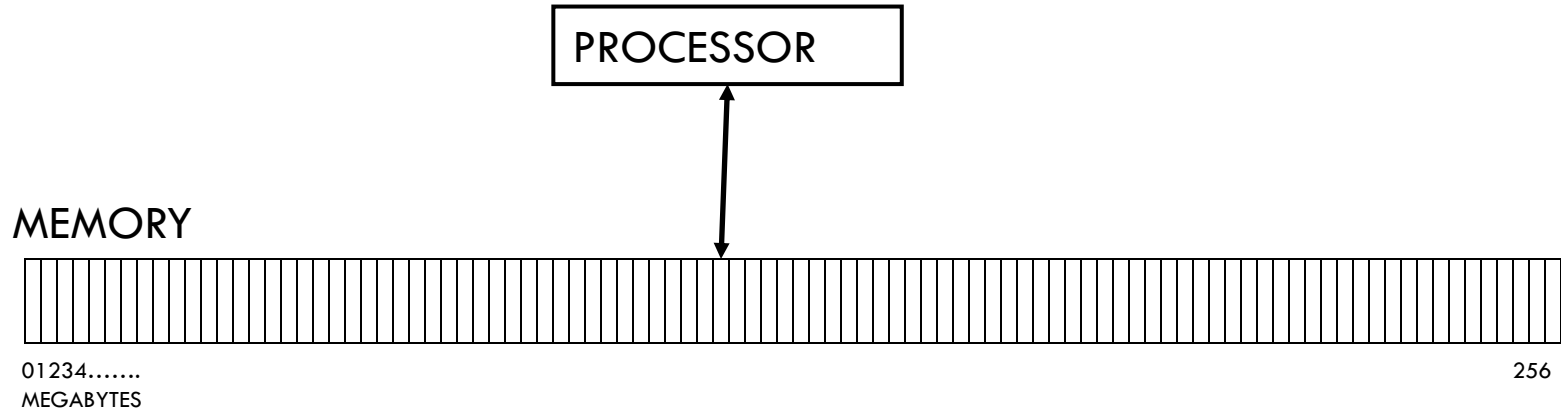 PROCESSOR
MEMORY
01234.......
256
MEGABYTES